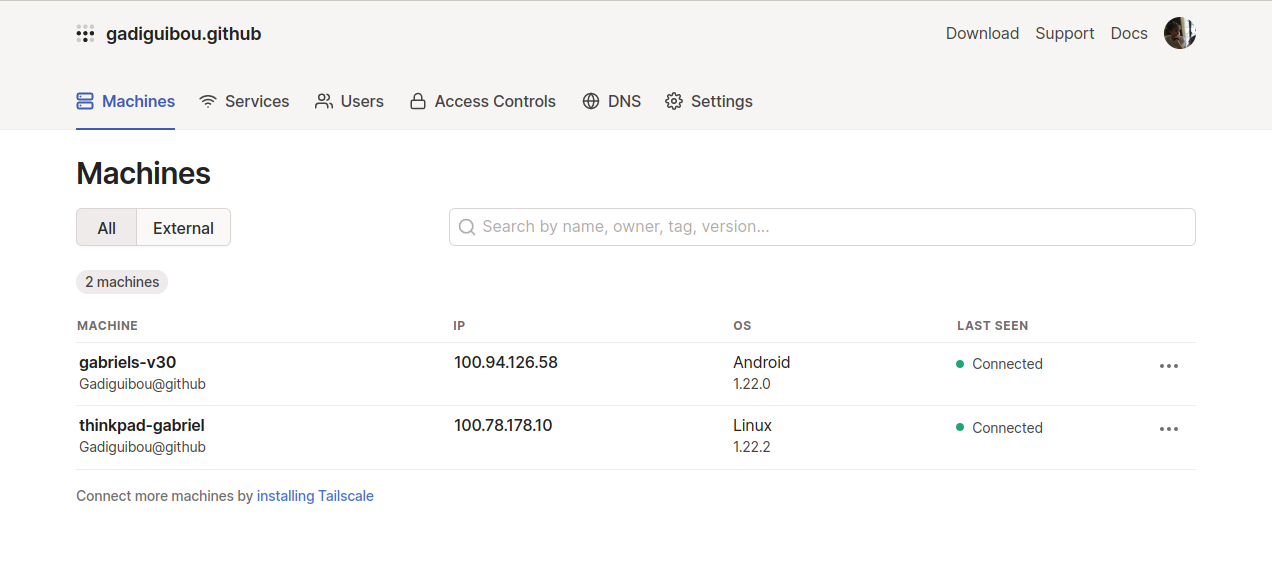 gadiguibou.github Download Support Docs
Machines Services Users Access Controls DNS Settings
Machines
All External Search by name, owner, tag, version...
2 machines
MACHINE IP OS LAST SEEN
gabriels-v30 100.94.126.58 Android Connected
Gadiguibou@github 1.22.0
thinkpad-gabriel 100.78.178.10 Linux Connected
Gadiguibou@github 1.22.2
Connect more machines by installing Tailscale